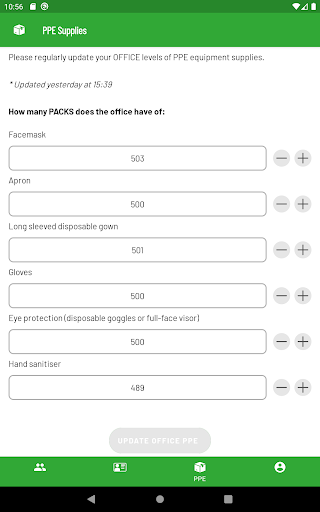 10:56
PPE Supplies
Please regularly update your OFFICE levels of PPE equipment supplies.
* Updated yesterday at 15:39
How many PACKS does the office have of:
Facemask
503
Apron
500
Long sleeved disposable gown
501
Gloves
500
Eye protection (disposable goggles or full-face visor)
500
Hand sanitiser
489
UPDATE OFFICE PPE
PPE